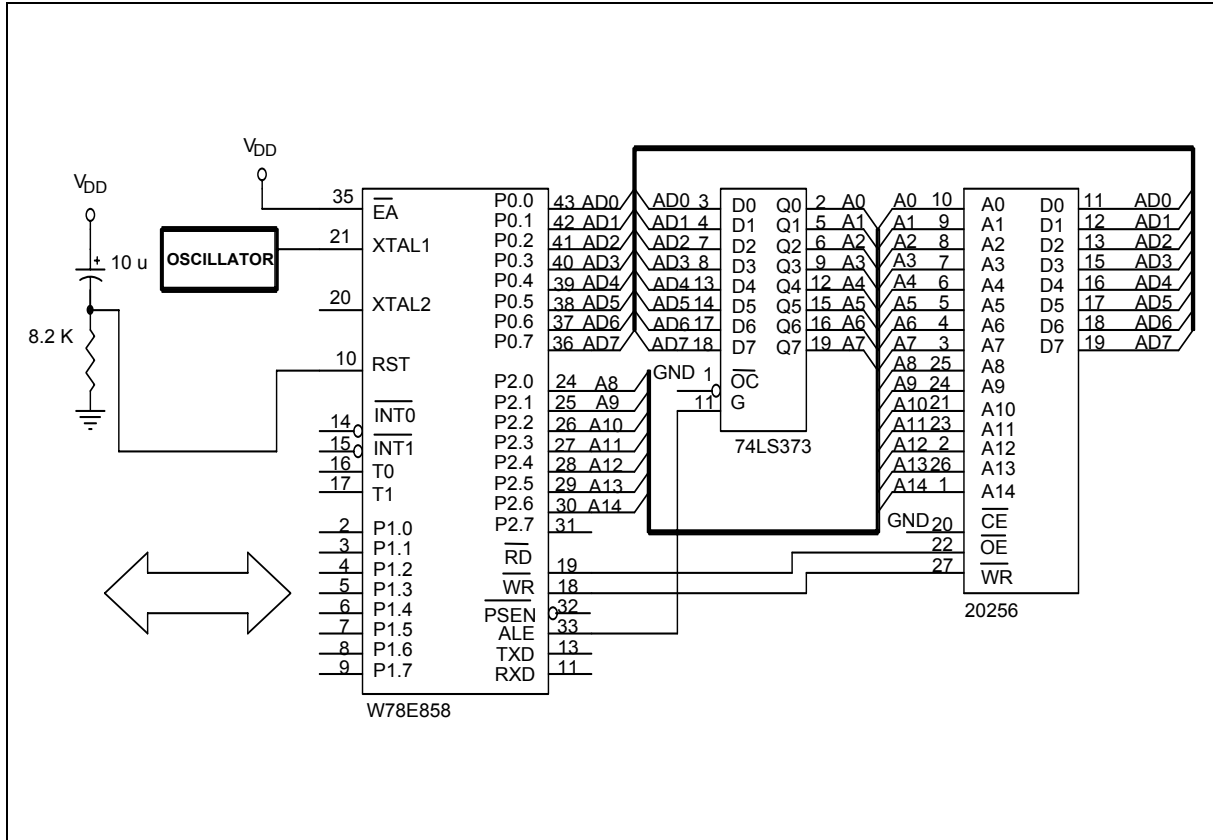 VDD
VDD
10 u
8.2 K
OSCILLATOR
35 EA
21 XTAL1
20 XTAL2
10 RST
14 INT0
15 INT1
16 T0
17 T1
2 P1.0
3 P1.1
4 P1.2
5 P1.3
6 P1.4
7 P1.5
8 P1.6
9 P1.7
P0.0 43 AD0
P0.1 42 AD1
P0.2 41 AD2
P0.3 40 AD3
P0.4 39 AD4
P0.5 38 AD5
P0.6 37 AD6
P0.7 36 AD7
P2.0 24 A8
P2.1 25 A9
P2.2 26 A10
P2.3 27 A11
P2.4 28 A12
P2.5 29 A13
P2.6 30 A14
P2.7 31
RD 19
WR 18
PSEN 32
ALE 33
TXD 13
RXD 11
W78E858
AD0 3 D0 Q0 2 A0
AD1 4 D1 Q1 5 A1
AD2 7 D2 Q2 6 A2
AD3 8 D3 Q3 9 A3
AD4 13 D4 Q4 12 A4
AD5 14 D5 Q5 15 A5
AD6 17 D6 Q6 16 A6
AD7 18 D7 Q7 19 A7
GND 1 OC
11 G
74LS373
A0 10 A0 D0 11 AD0
A1 9 A1 D1 12 AD1
A2 8 A2 D2 13 AD2
A3 7 A3 D3 15 AD3
A4 6 A4 D4 16 AD4
A5 5 A5 D5 17 AD5
A6 4 A6 D6 18 AD6
A7 3 A7 D7 19 AD7
A8 25 A8
A9 24 A9
A10 21 A10
A11 23 A11
A12 2 A12
A13 26 A13
A14 1 A14
GND 20 CE
22 OE
27 WR
20256